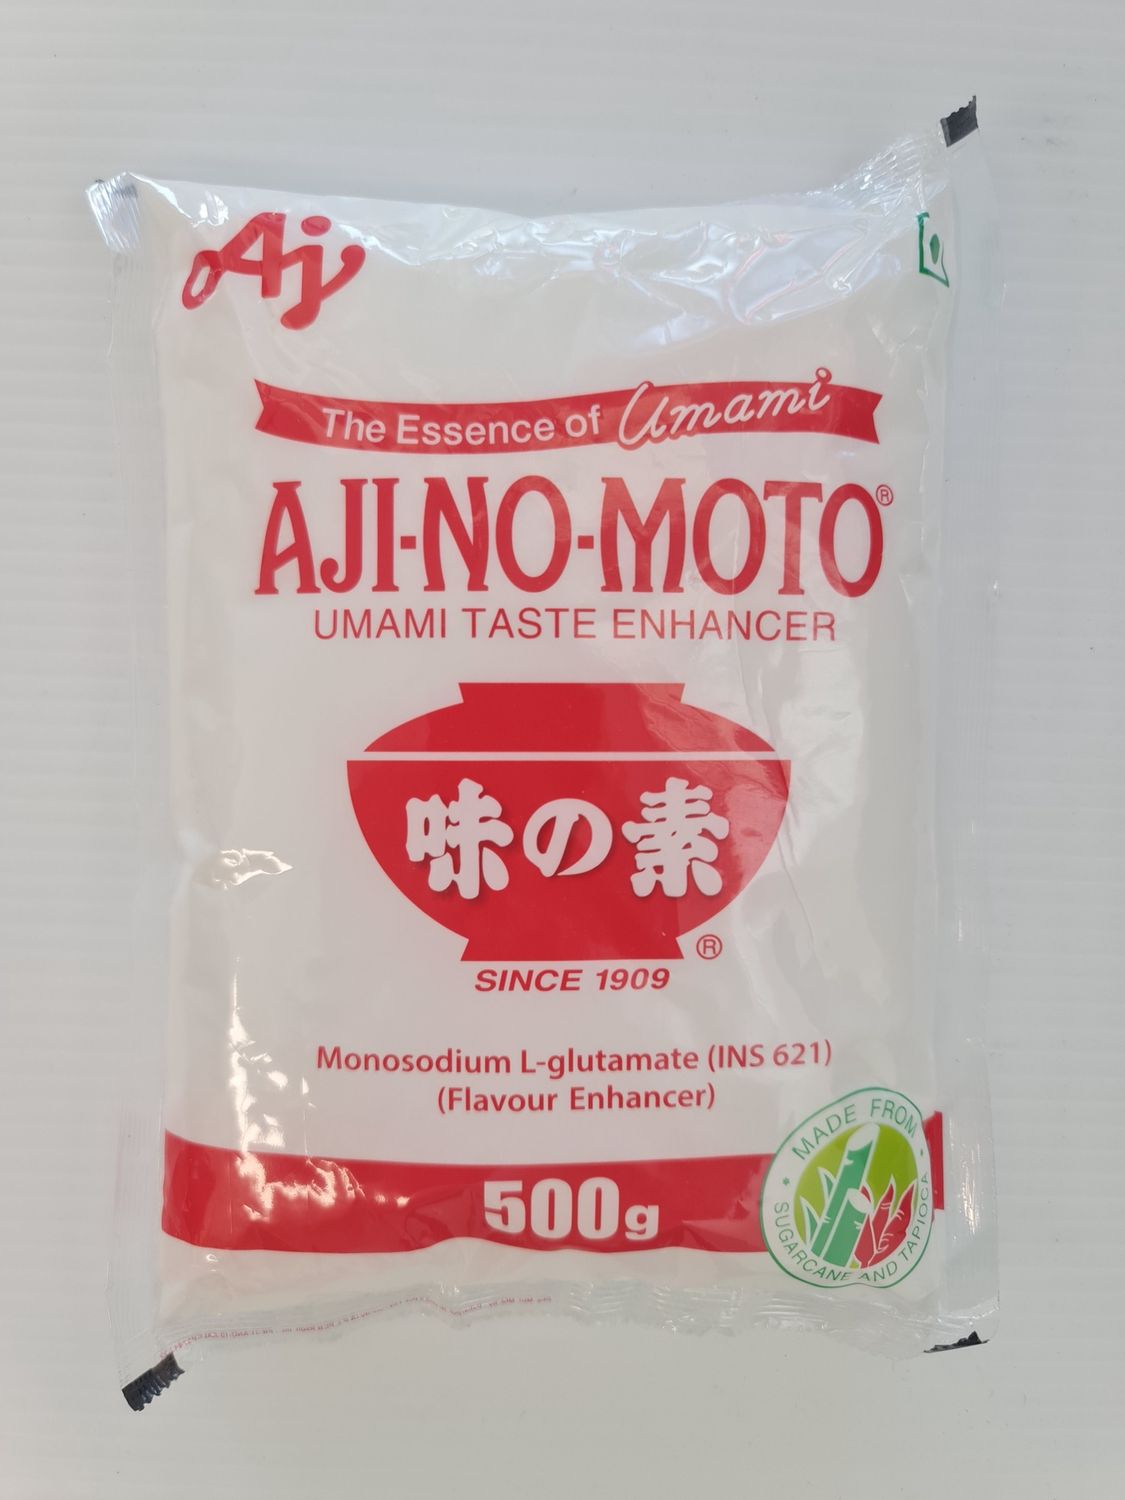 Aj
The Essence of Umami
AJI-NO-MOTO®
UMAMI TASTE ENHANCER
味の素
®
SINCE 1909
Monosodium L-glutamate (INS 621)
(Flavour Enhancer)
500g
MADE FROM
SUGARCANE AND TAPIOCA